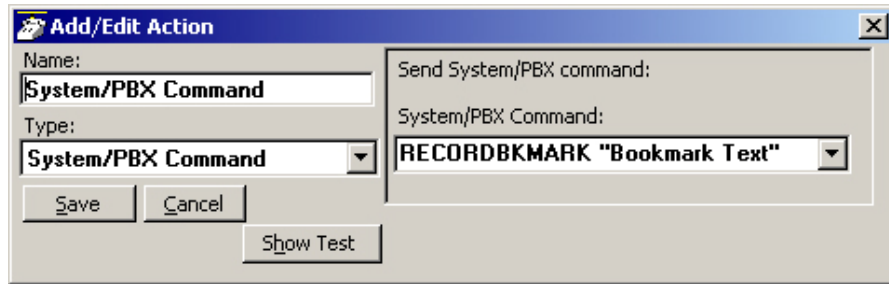 Add/Edit Action
Name:
System/PBX Command
Type:
System/PBX Command
Save
Cancel
Show Test
Send System/PBX command:
System/PBX Command:
RECORDBKMARK "Bookmark Text"